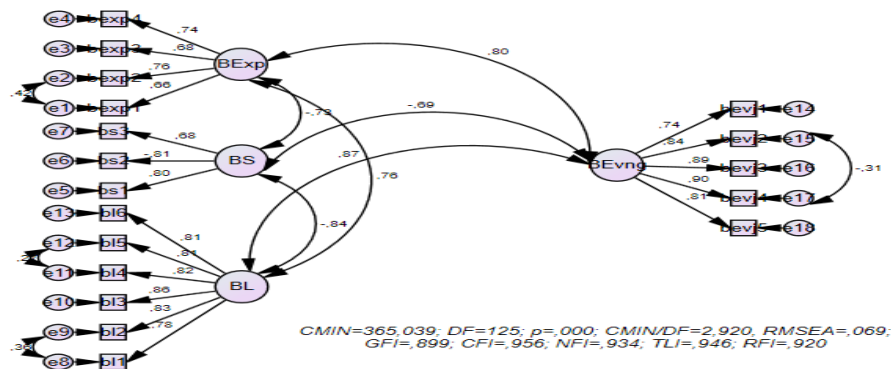 e4 bexp4 ,74
e3 bexp3 ,68
e2 bexp2 ,76
e1 bexp1 ,66
BExp
e7 bs3 ,68
e6 bs2 -,81
e5 bs1 ,80
BS
e13 bl6 ,81
e12 bl5 ,81
e11 bl4 ,82
e10 bl3 ,86
e9 bl2 ,83
e8 bl1 ,78
BL
,80
-,73
-,69
,87
,76
-,84
BEvng
,74 bevj1 e14
,84 bevj2 e15
,89 bevj3 e16
,90 bevj4 e17
,81 bevj5 e18
-,31
CMIN=365,039; DF=125; p=,000; CMIN/DF=2,920, RMSEA=,069;
GFI=,899; CFI=,956; NFI=,934; TLI=,946; RFI=,920